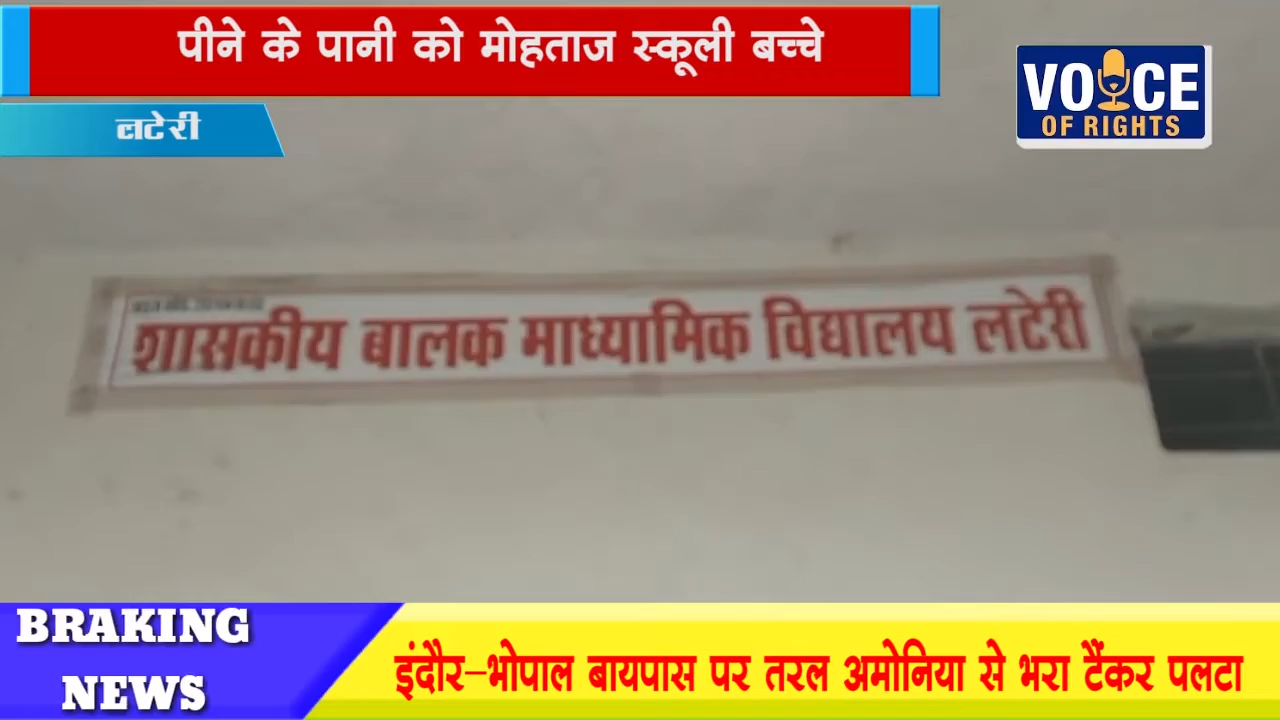 पीने के पानी को मोहताज स्कूली बच्चे
लटेरी
VOICE
OF RIGHTS
शासकीय बालक माध्यामिक विद्यालय लटेरी
BRAKING
NEWS
इंदौर-भोपाल बायपास पर तरल अमोनिया से भरा टैंकर पलटा